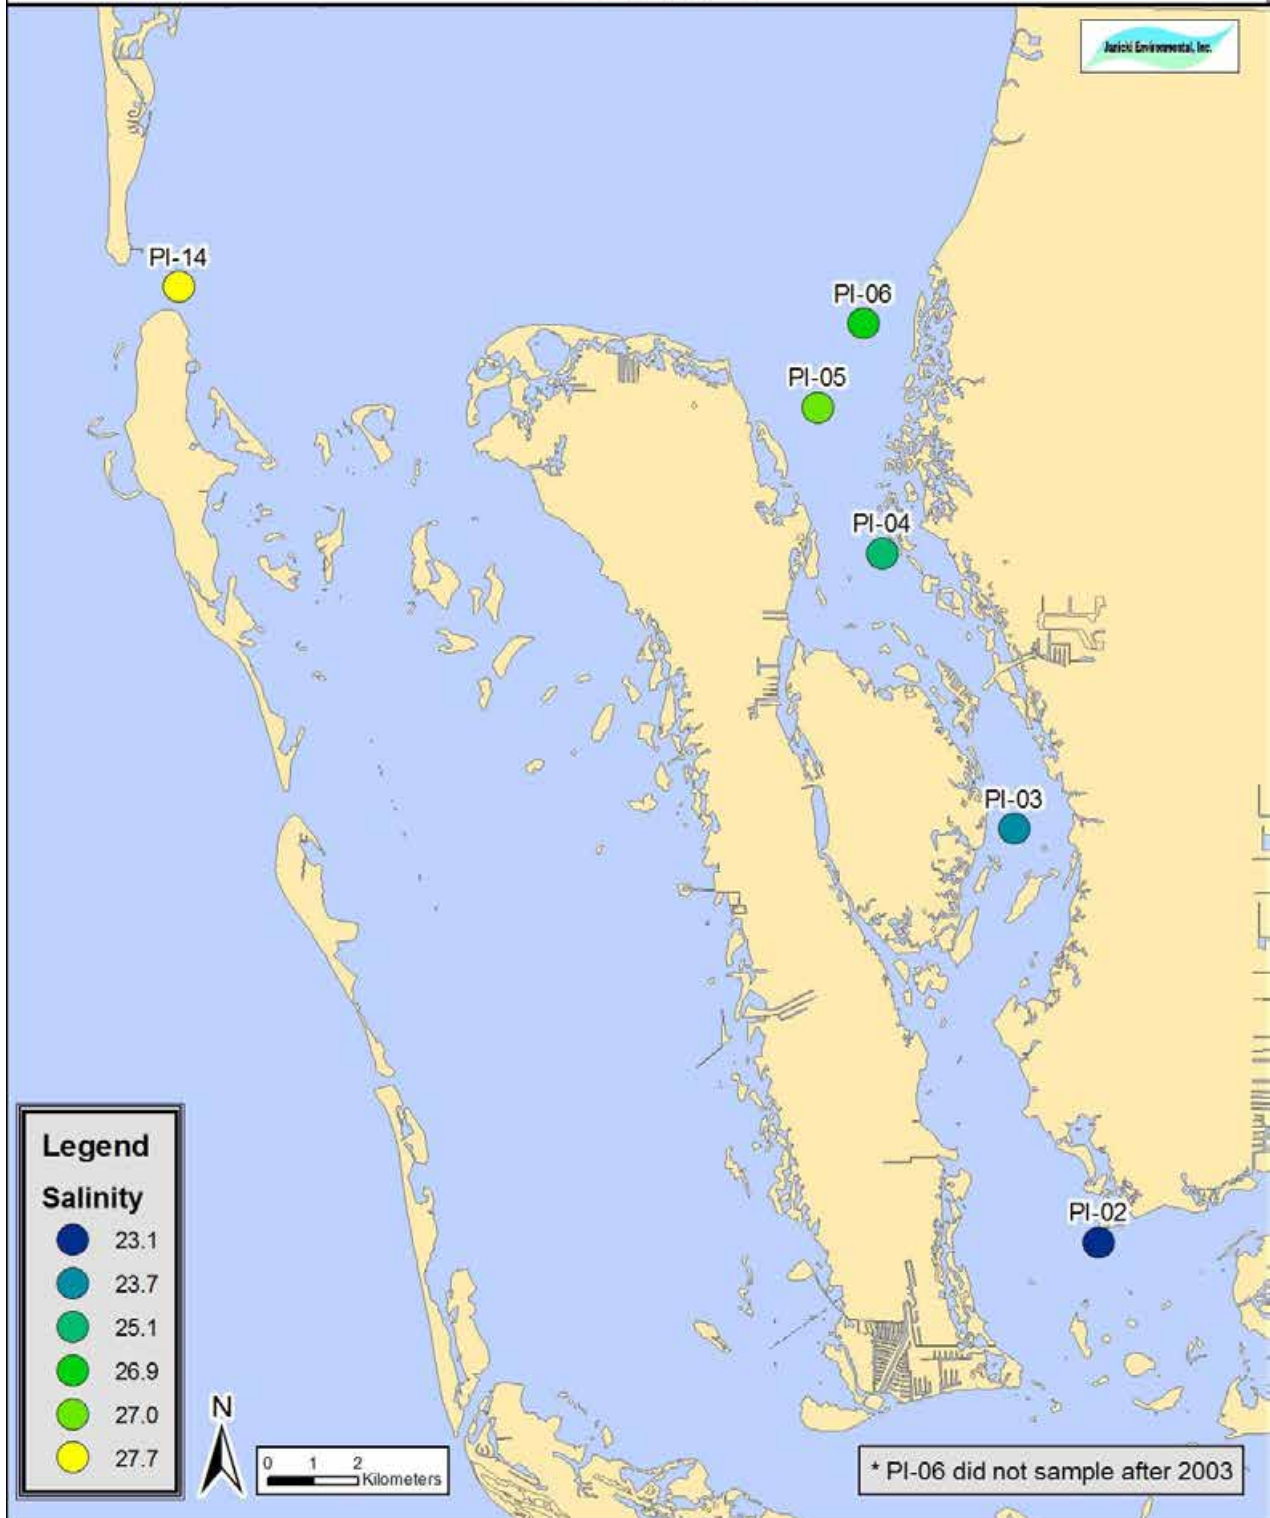 Janicki Environmental, Inc.
PI-14
PI-06
PI-05
PI-04
PI-03
PI-02
Legend
Salinity
23.1
23.7
25.1
26.9
27.0
27.7
N
0 1 2
Kilometers
* PI-06 did not sample after 2003